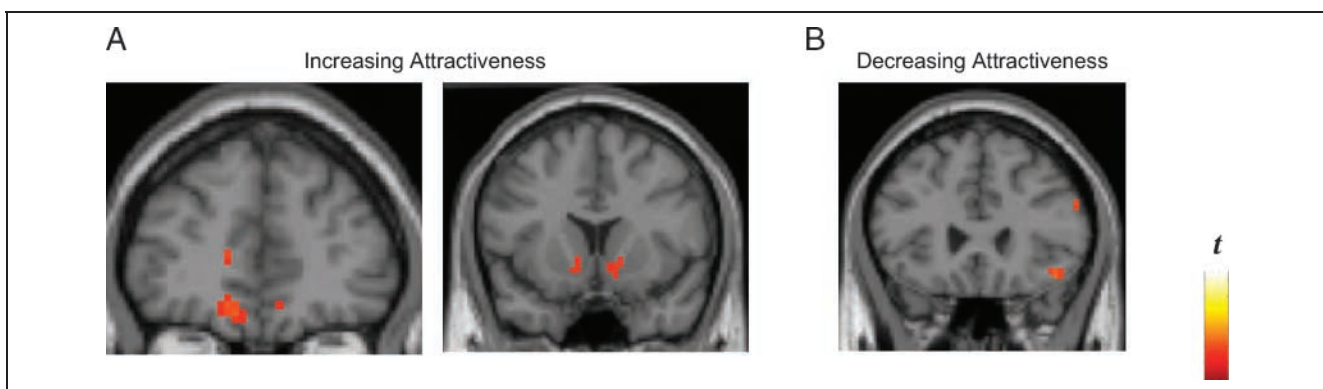 A
Increasing Attractiveness
B
Decreasing Attractiveness
t